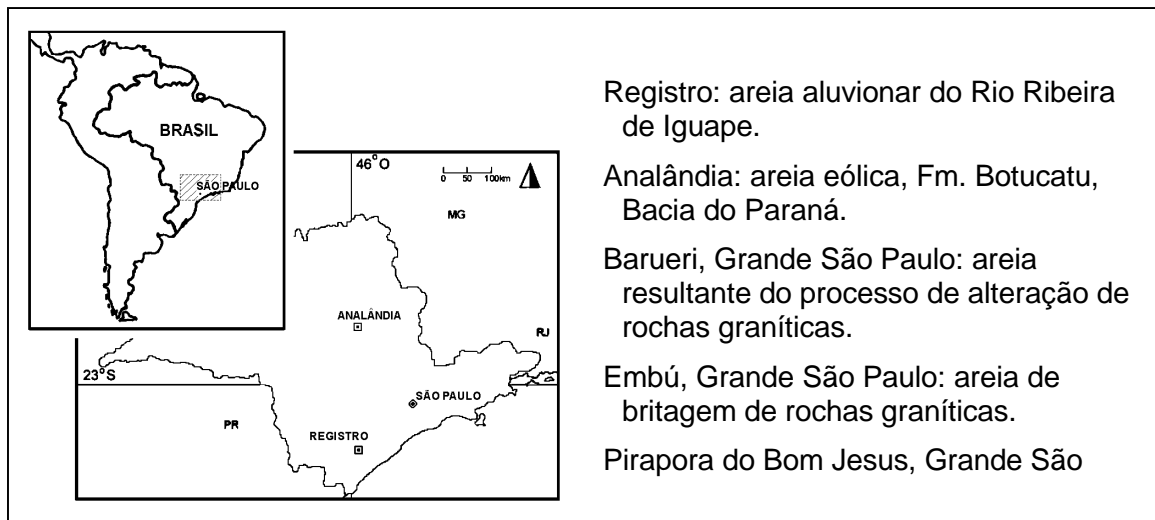 BRASIL
SÃO PAULO
46°O
0 50 100km
MG
ANALÂNDIA
RJ
23°S
SÃO PAULO
PR
REGISTRO
Registro: areia aluvionar do Rio Ribeira
de Iguape.
Analândia: areia eólica, Fm. Botucatu,
Bacia do Paraná.
Barueri, Grande São Paulo: areia
resultante do processo de alteração de
rochas graníticas.
Embú, Grande São Paulo: areia de
britagem de rochas graníticas.
Pirapora do Bom Jesus, Grande São